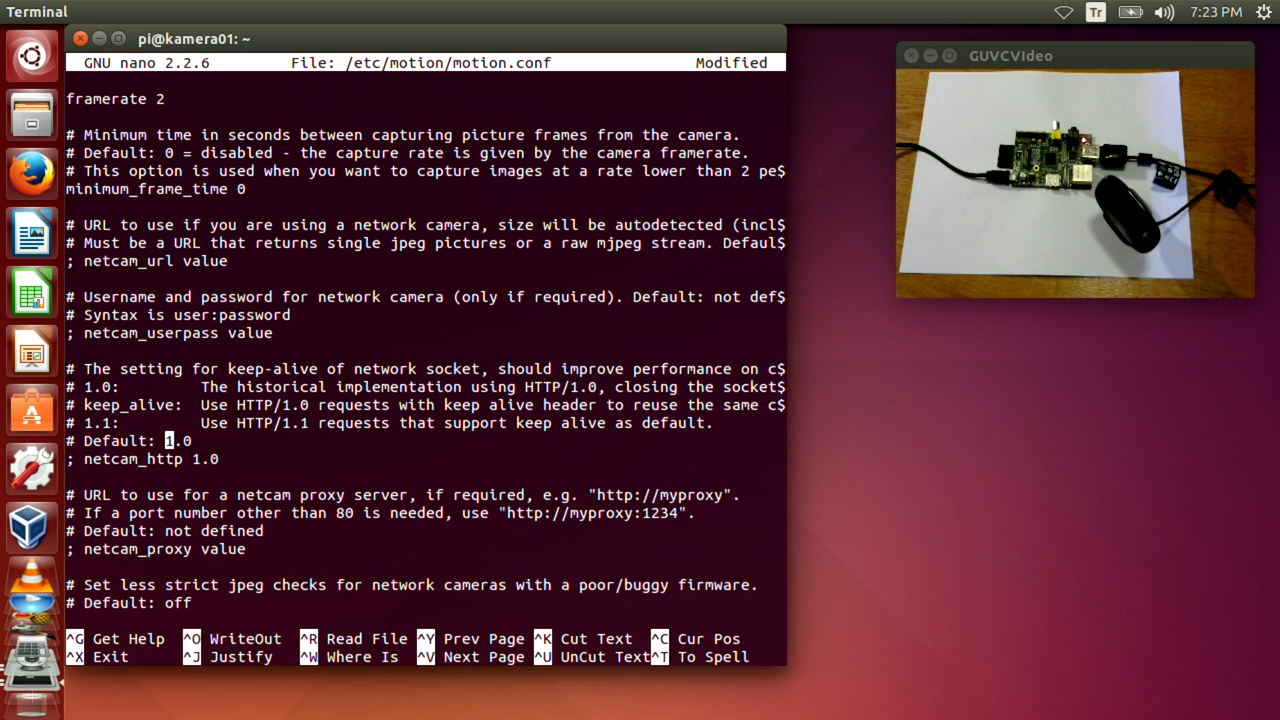 Terminal
Tr
7:23 PM
pi@kamera01: ~
GNU nano 2.2.6 File: /etc/motion/motion.conf Modified
framerate 2
# Minimum time in seconds between capturing picture frames from the camera.
# Default: 0 = disabled - the capture rate is given by the camera framerate.
# This option is used when you want to capture images at a rate lower than 2 pe$
minimum_frame_time 0
# URL to use if you are using a network camera, size will be autodetected (incl$
# Must be a URL that returns single jpeg pictures or a raw mjpeg stream. Defaul$
; netcam_url value
# Username and password for network camera (only if required). Default: not def$
# Syntax is user:password
; netcam_userpass value
# The setting for keep-alive of network socket, should improve performance on c$
# 1.0: The historical implementation using HTTP/1.0, closing the socket$
# keep_alive: Use HTTP/1.0 requests with keep alive header to reuse the same c$
# 1.1: Use HTTP/1.1 requests that support keep alive as default.
# Default: 1.0
; netcam_http 1.0
# URL to use for a netcam proxy server, if required, e.g. "http://myproxy".
# If a port number other than 80 is needed, use "http://myproxy:1234".
# Default: not defined
; netcam_proxy value
# Set less strict jpeg checks for network cameras with a poor/buggy firmware.
# Default: off
^G Get Help ^O WriteOut ^R Read File ^Y Prev Page ^K Cut Text ^C Cur Pos
^X Exit ^J Justify ^W Where Is ^V Next Page ^U UnCut Text ^T To Spell
GUVCVIdeo